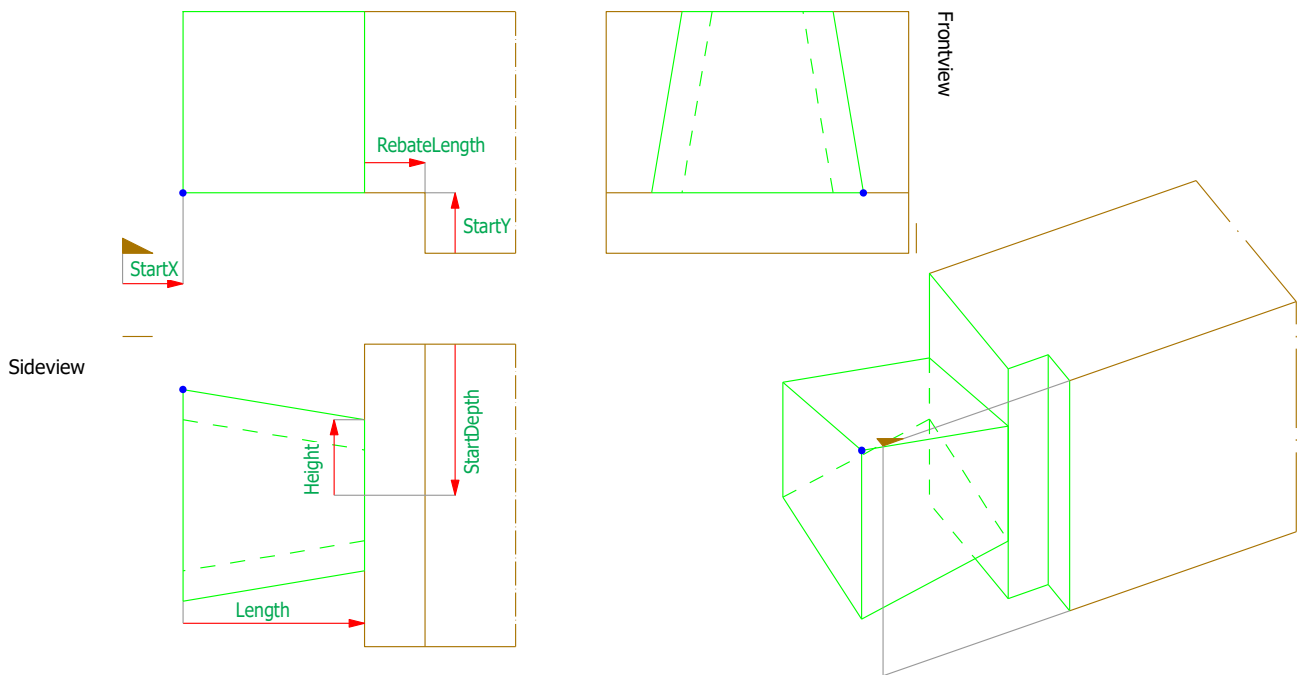 Frontview
RebateLength
StartY
StartX
Sideview
Height
StartDepth
Length